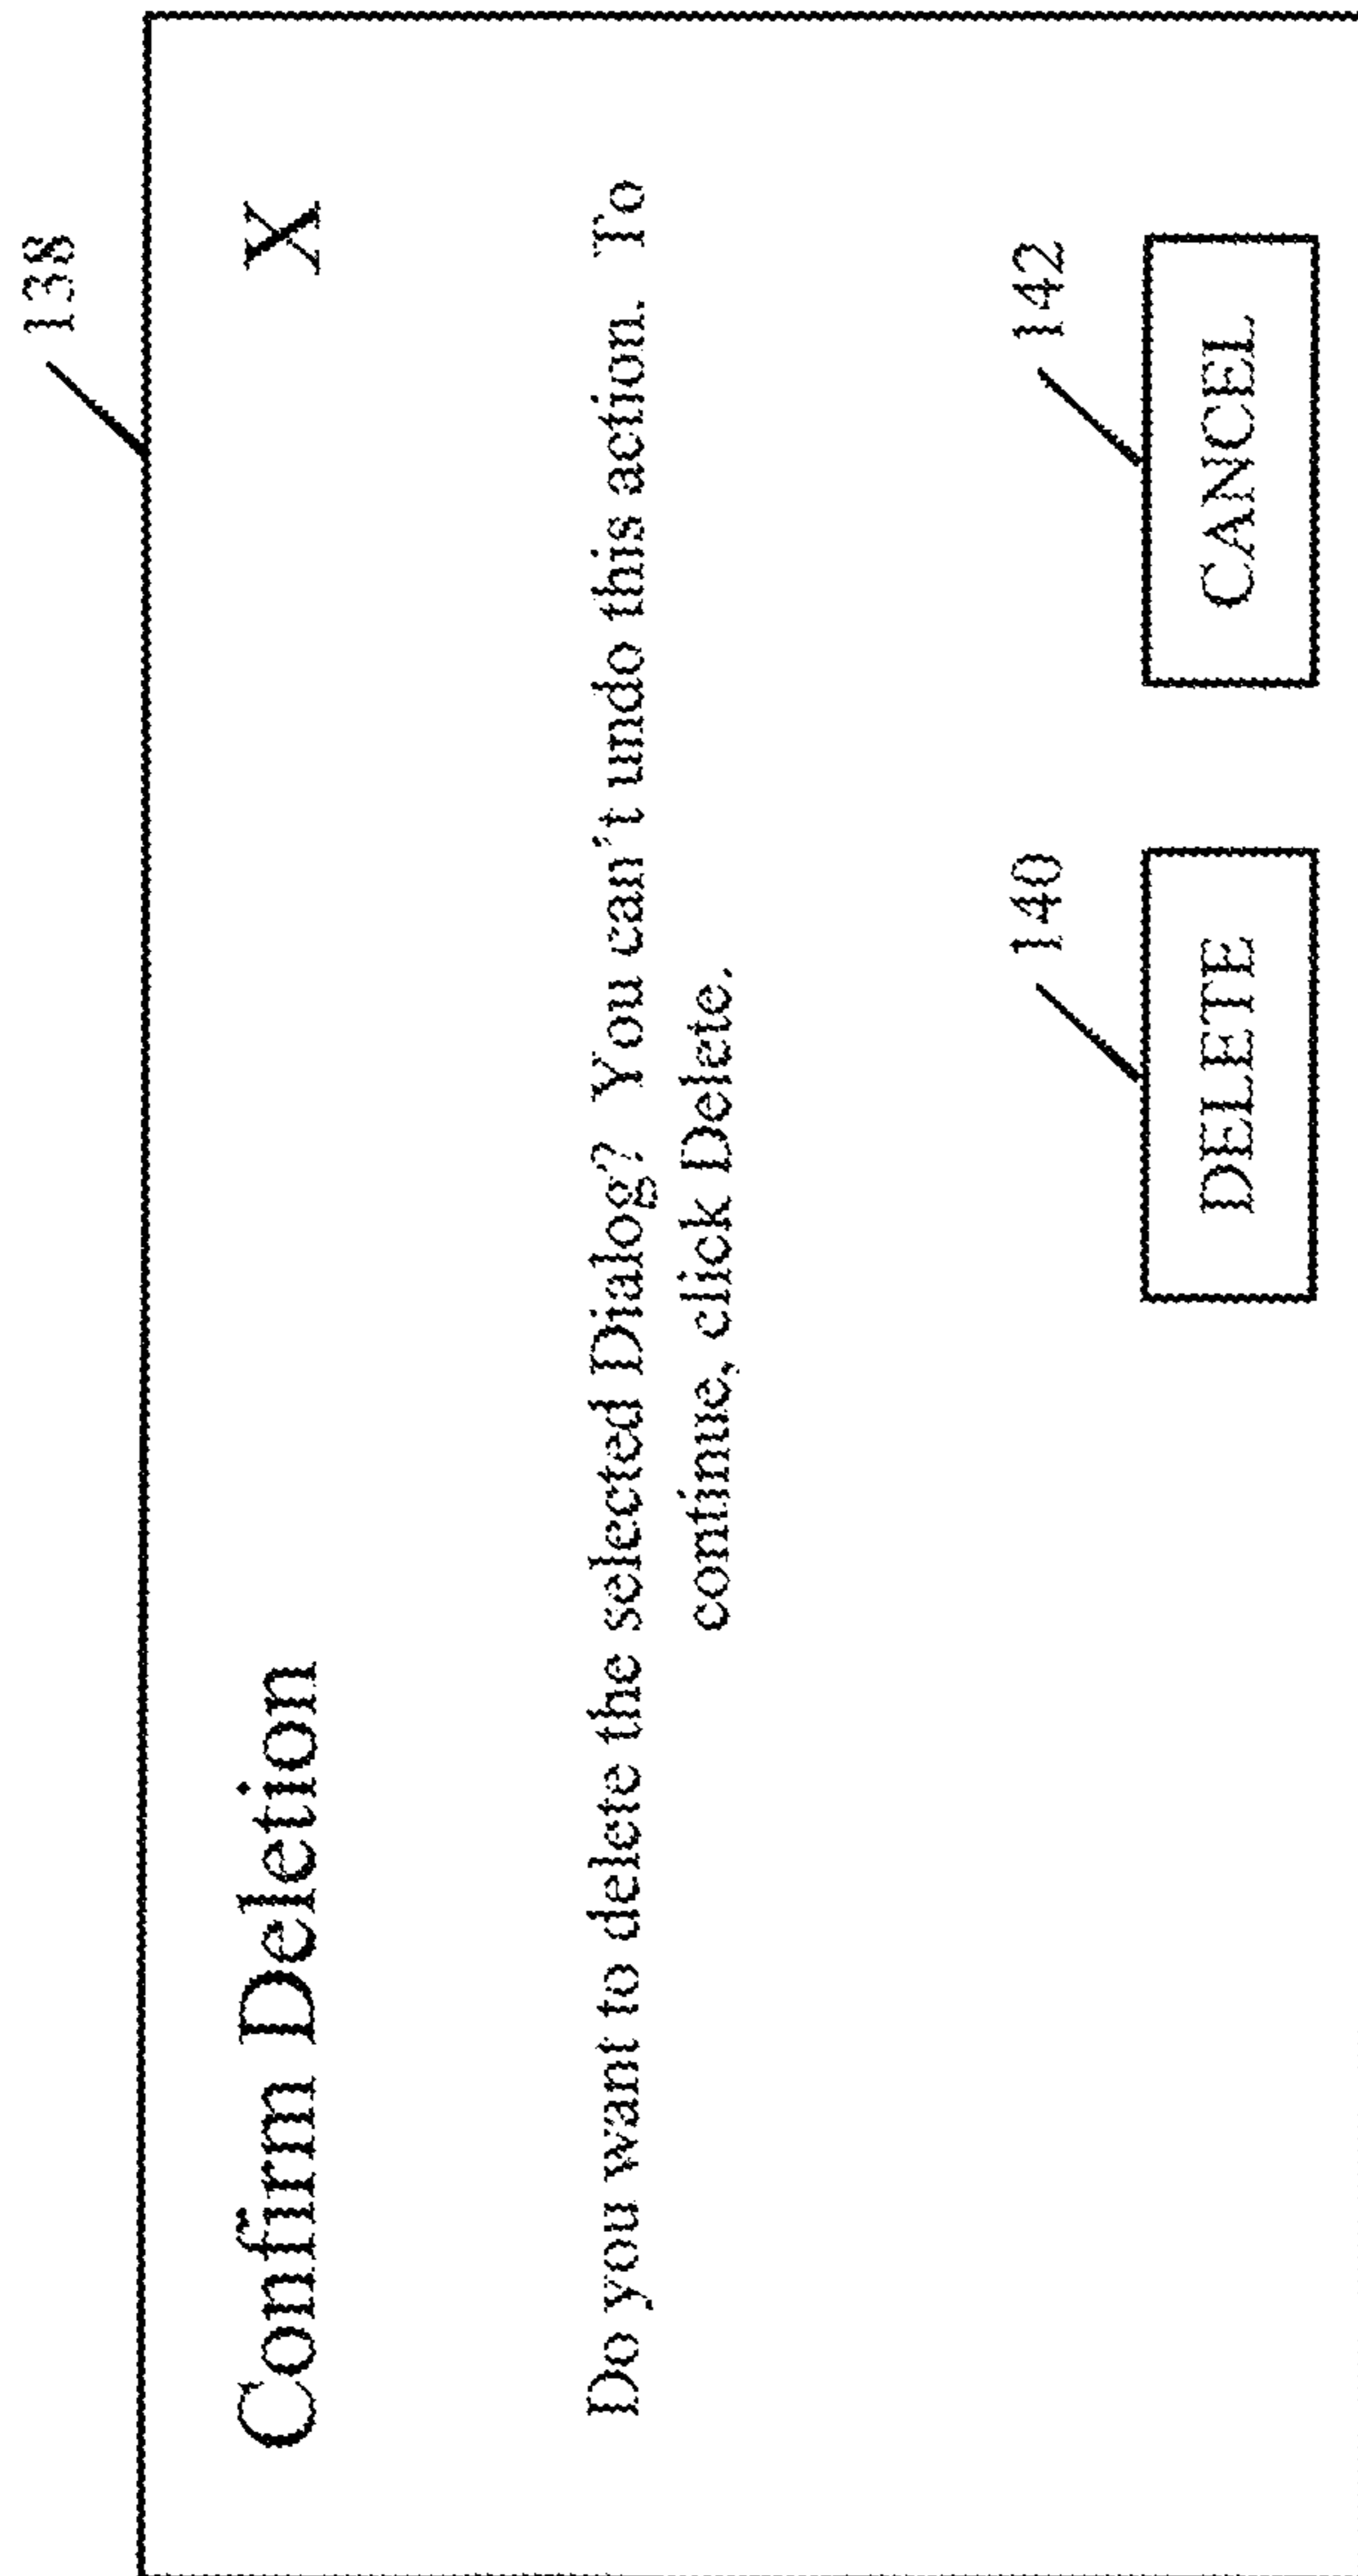 138
Confirm Deletion X
Do you want to delete the selected Dialog? You can't undo this action. To
continue, click Delete.
140 142
DELETE CANCEL